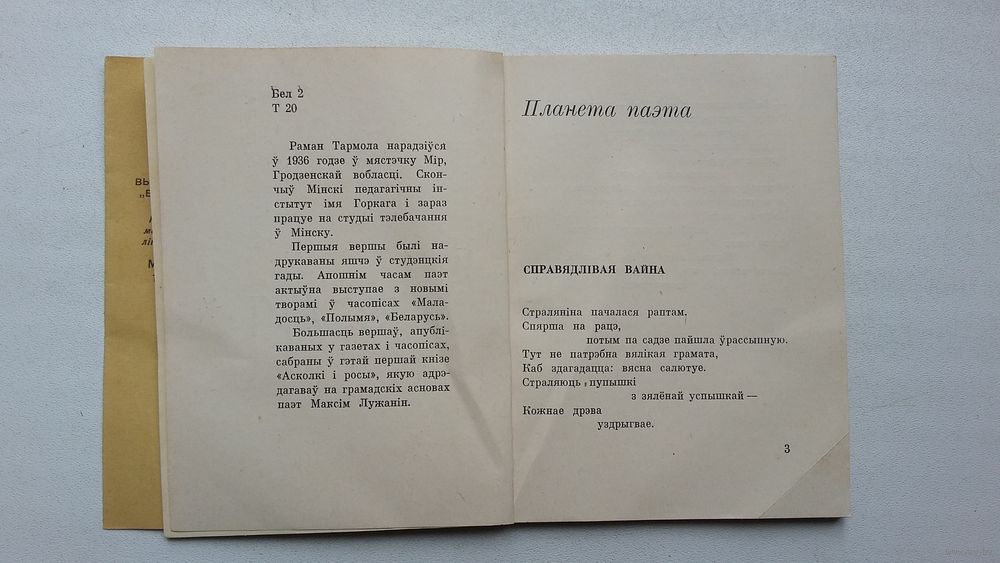 Бел 2
Т 20
Раман Тармола нарадзіўся
ў 1936 годзе ў мястэчку Мір,
Гродзенскай вобласці. Скон-
чыў Мінскі педагагічны ін-
стытут імя Горкага і зараз
працуе на студыі тэлебачання
ў Мінску.
Першыя вершы былі на-
друкаваны яшчэ ў студэнцкія
гады. Апошнім часам паэт
актыўна выступае з новымі
творамі ў часопісах «Мала-
досць», «Полымя», «Беларусь».
Большасць вершаў, апублі-
каваных у газетах і часопісах,
сабраны ў гэтай першай кнізе
«Асколкі і росы», якую адрэ-
дагаваў на грамадскіх асновах
паэт Максім Лужанін.
Планета паэта
СПРАВЯДЛІВАЯ ВАЙНА
Страляніна пачалася раптам.
Спярша на рацэ,
потым па садзе пайшла ўрассыпную.
Тут не патрэбна вялікая грамата,
Каб здагадацца: вясна салютуе.
Страляюць пупышкі
з зялёнай успышкай —
Кожнае дрэва
уздрыгвае.
3